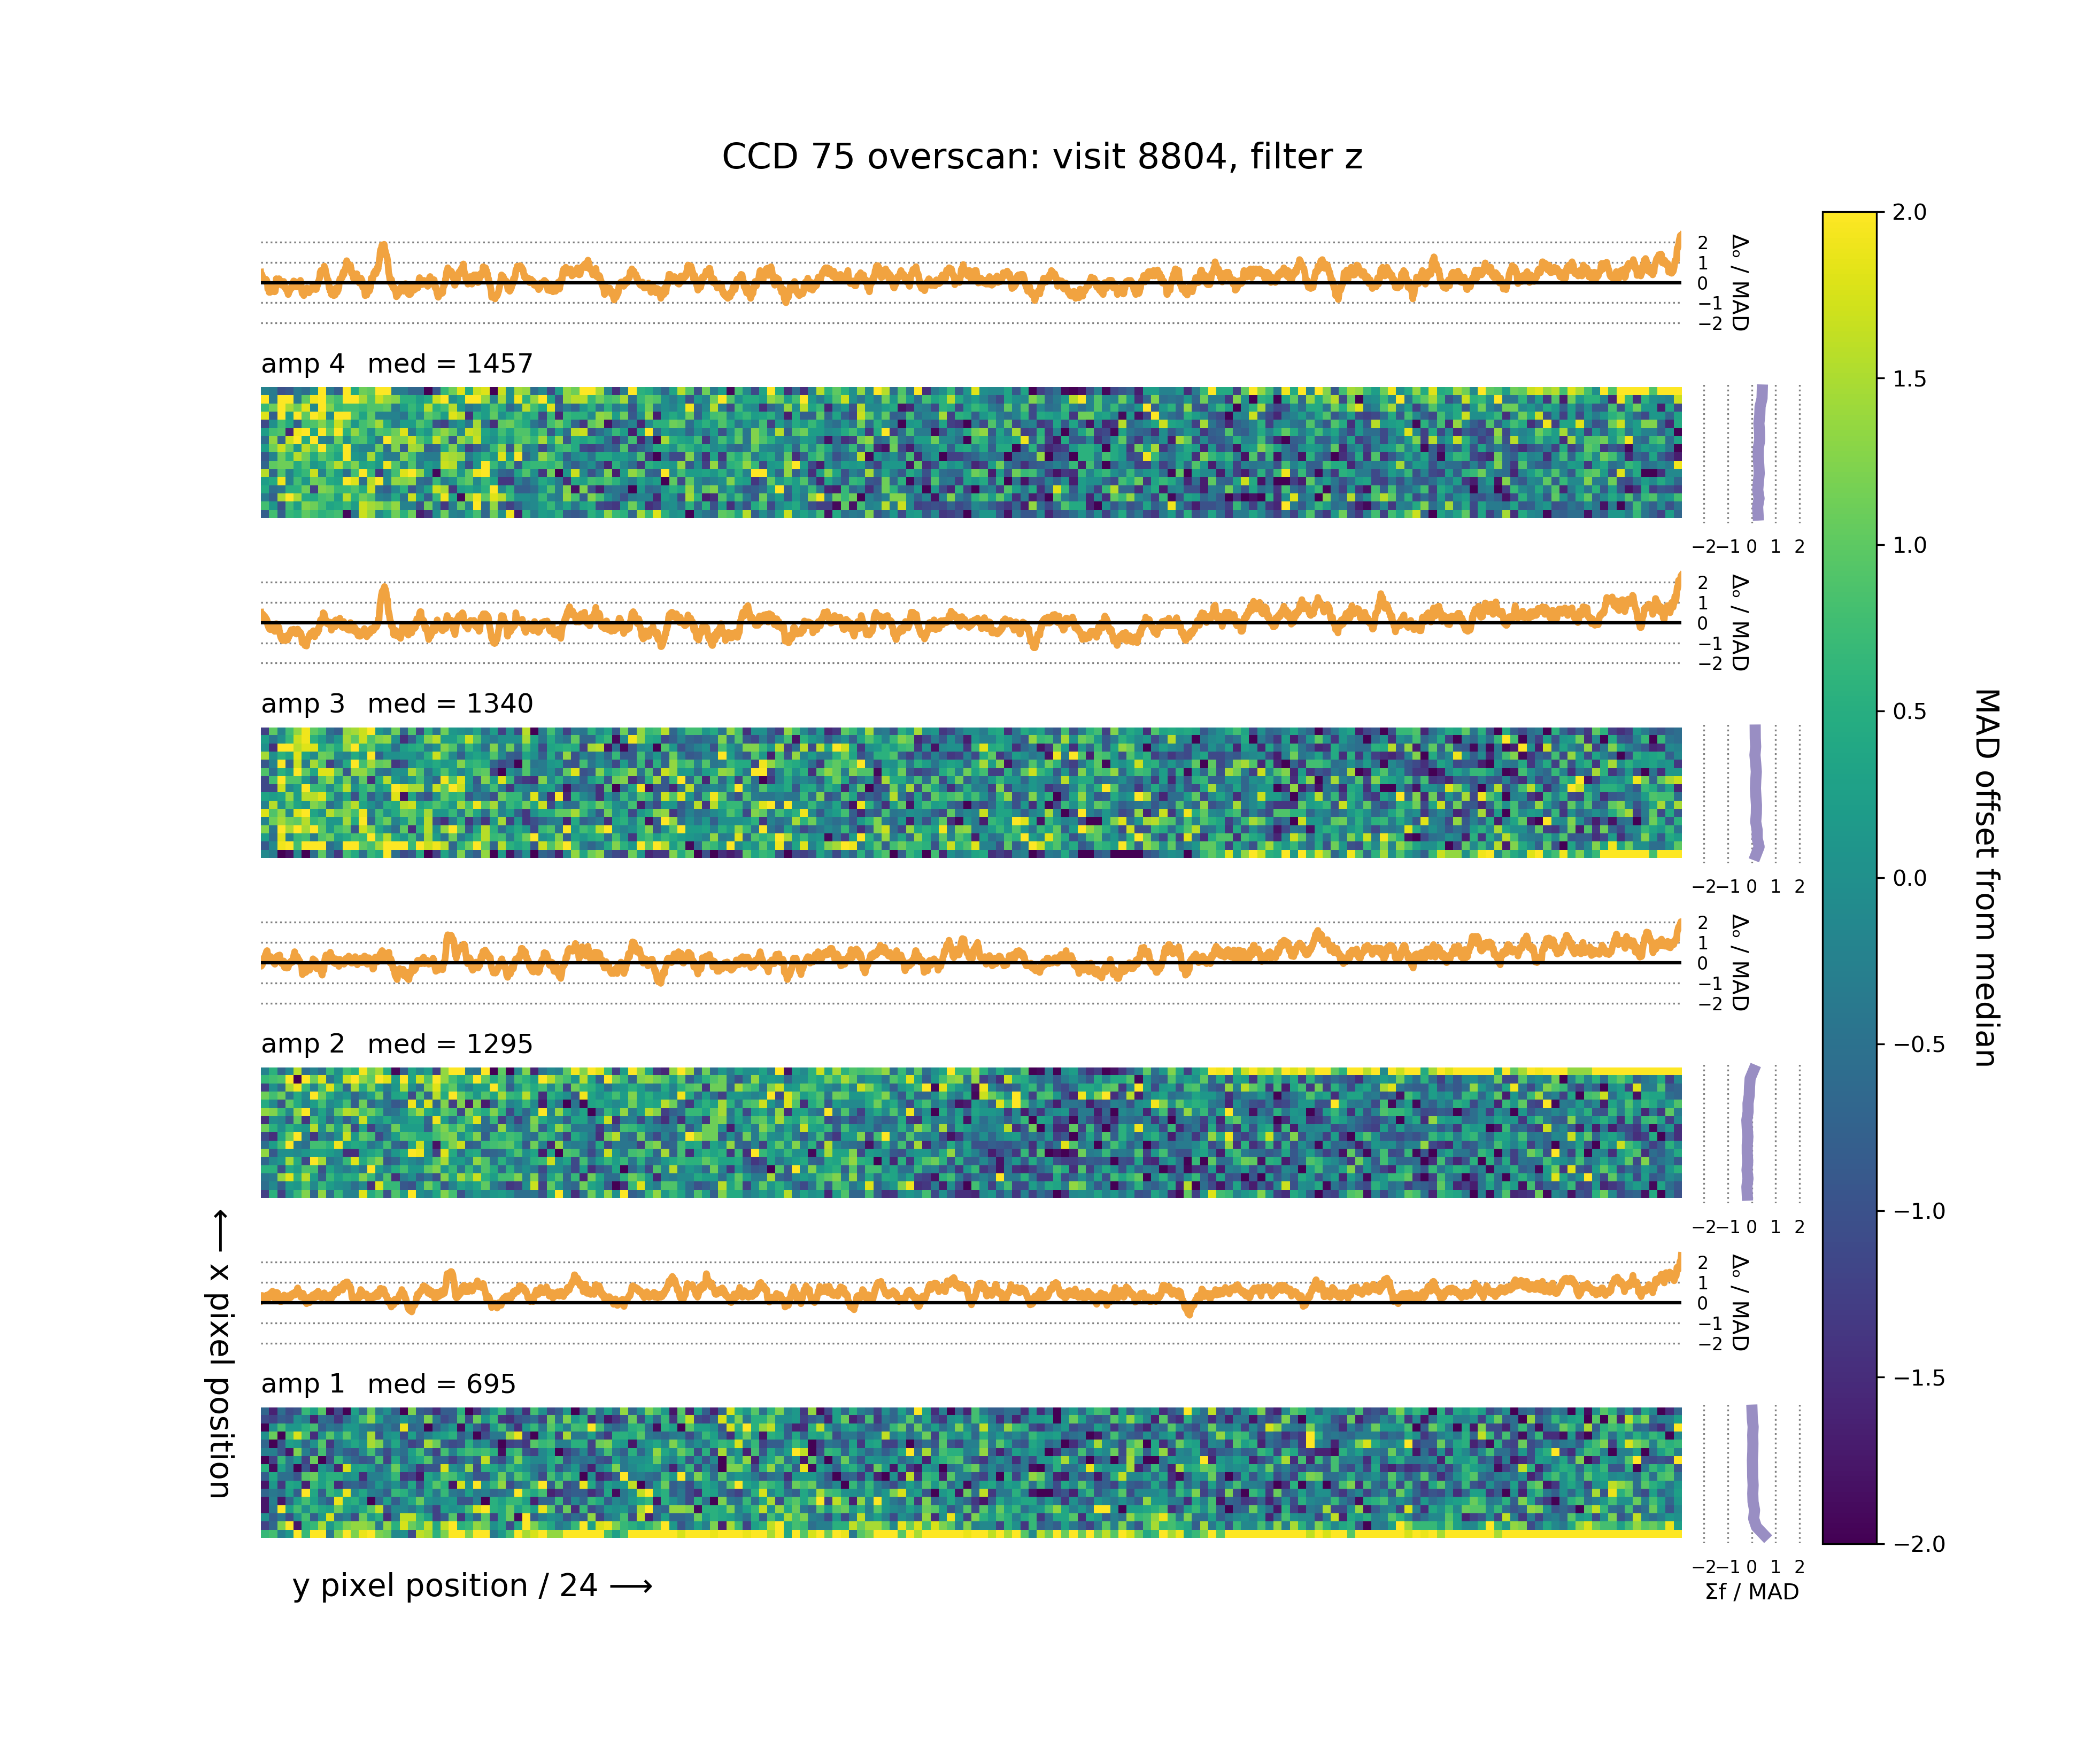 CCD 75 overscan: visit 8804, filter z
2
1
0
−1
−2
Δₒ / MAD
amp 4 med = 1457
−2 −1 0 1 2
2
1
0
−1
−2
Δₒ / MAD
amp 3 med = 1340
−2 −1 0 1 2
2
1
0
−1
−2
Δₒ / MAD
amp 2 med = 1295
−2 −1 0 1 2
2
1
0
−1
−2
Δₒ / MAD
amp 1 med = 695
−2 −1 0 1 2
Σf / MAD
y pixel position / 24 ⟶
x pixel position ⟶
2.0
1.5
1.0
0.5
0.0
−0.5
−1.0
−1.5
−2.0
MAD offset from median